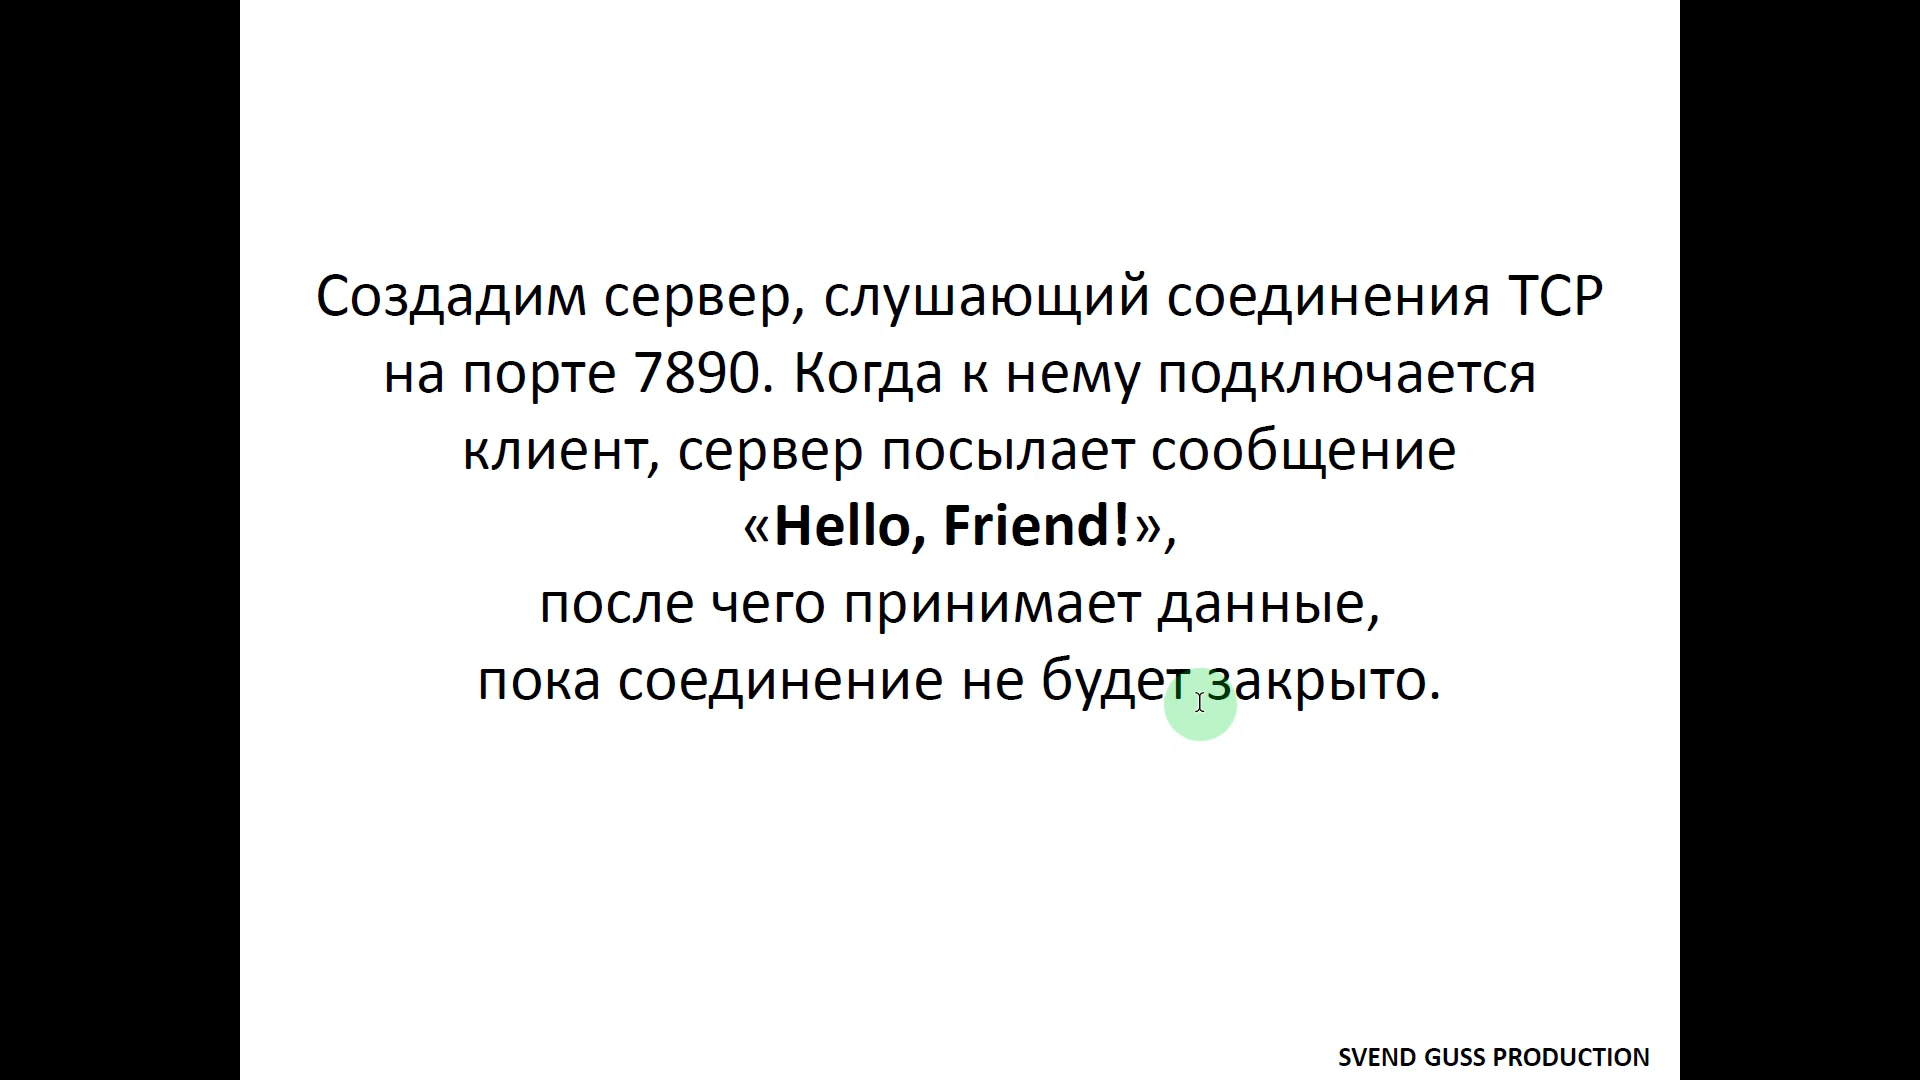 Создадим сервер, слушающий соединения TCP
на порте 7890. Когда к нему подключается
клиент, сервер посылает сообщение
«Hello, Friend!»,
после чего принимает данные,
пока соединение не будет закрыто.
SVEND GUSS PRODUCTION